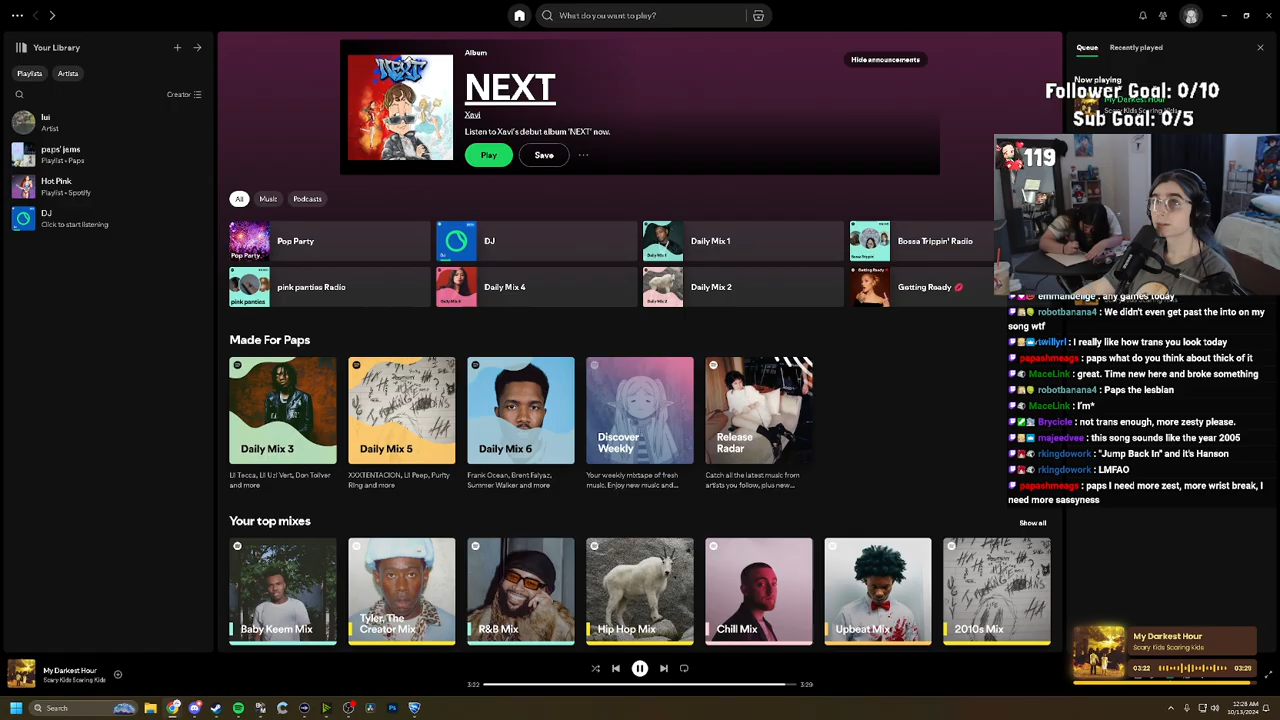 What do you want to play?
Your Library
Playlists
Artists
Creator
lui
Artist
paps' jams
Playlist • Paps
Hot Pink
Playlist • Spotify
DJ
Click to start listening
NEXT
Album
Hide announcements
NEXT
Xavi
Listen to Xavi's debut album 'NEXT' now.
Play
Save
All
Music
Podcasts
Pop Party
Pop Party
DJ
Daily Mix 1
Bossa Trippin' Radio
pink panties Radio
Daily Mix 4
Daily Mix 2
Getting Ready 💋
Made For Paps
Daily Mix 3
Daily Mix 5
Daily Mix 6
Discover
Weekly
Release
Radar
Lil Tecca, Lil Uzi Vert, Don Toliver
and more
XXXTENTACION, Lil Peep, Purity
Ring and more
Frank Ocean, Brent Faiyaz,
Summer Walker and more
Your weekly mixtape of fresh
music. Enjoy new music and...
Catch all the latest music from
artists you follow, plus new...
Your top mixes
Show all
Baby Keem Mix
Tyler, The
Creator Mix
R&B Mix
Hip Hop Mix
Chill Mix
Upbeat Mix
2010s Mix
Queue
Recently played
Now playing
Follower Goal: 0/10
My Darkest Hour
Scary Kids Scaring Kids
Sub Goal: 0/5
119
emmanuelige : any games today
robotbanana4 : We didn't even get past the into on my
song wtf
twillyrl : I really like how trans you look today
papashmeags : paps what do you think about thick of it
MaceLink : great. Time new here and broke something
robotbanana4 : Paps the lesbian
MaceLink : I'm*
Brycicle : not trans enough, more zesty please.
majeedvee : this song sounds like the year 2005
rkingdowork : "Jump Back In" and it's Hanson
rkingdowork : LMFAO
papashmeags : paps I need more zest, more wrist break, I
need more sassyness
My Darkest Hour
Scary Kids Scaring Kids
03:22
03:29
My Darkest Hour
Scary Kids Scaring Kids
3:22
3:29
Search
12:28 AM
10/13/2024